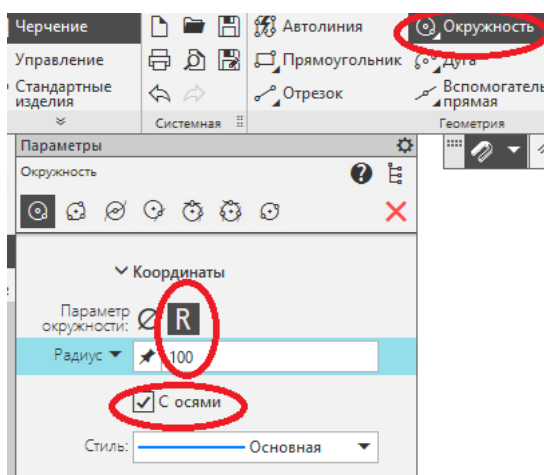 Черчение
Автолиния
Окружность
Управление
Прямоугольник
Дуга
Стандартные
изделия
Отрезок
Вспомогатель
прямая
Системная
Геометрия
Параметры
Окружность
Координаты
Параметр
окружности:
R
Радиус
100
С осями
Стиль:
Основная